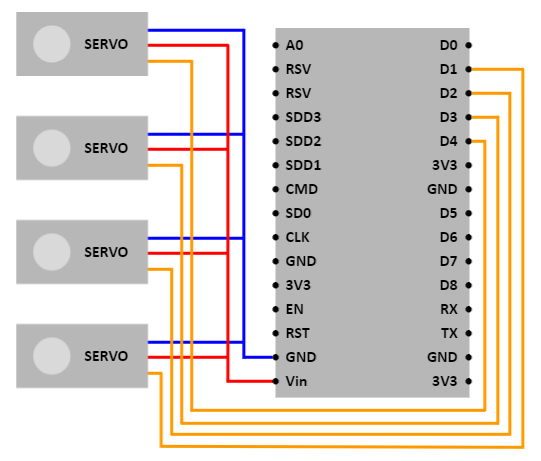 SERVO
SERVO
SERVO
SERVO
A0 D0
RSV D1
RSV D2
SDD3 D3
SDD2 D4
SDD1 3V3
CMD GND
SD0 D5
CLK D6
GND D7
3V3 D8
EN RX
RST TX
GND GND
Vin 3V3